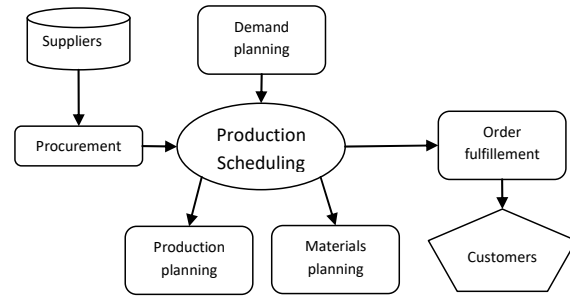 Suppliers
Demand
planning
Procurement
Production
Scheduling
Order
fulfillement
Production
planning
Materials
planning
Customers